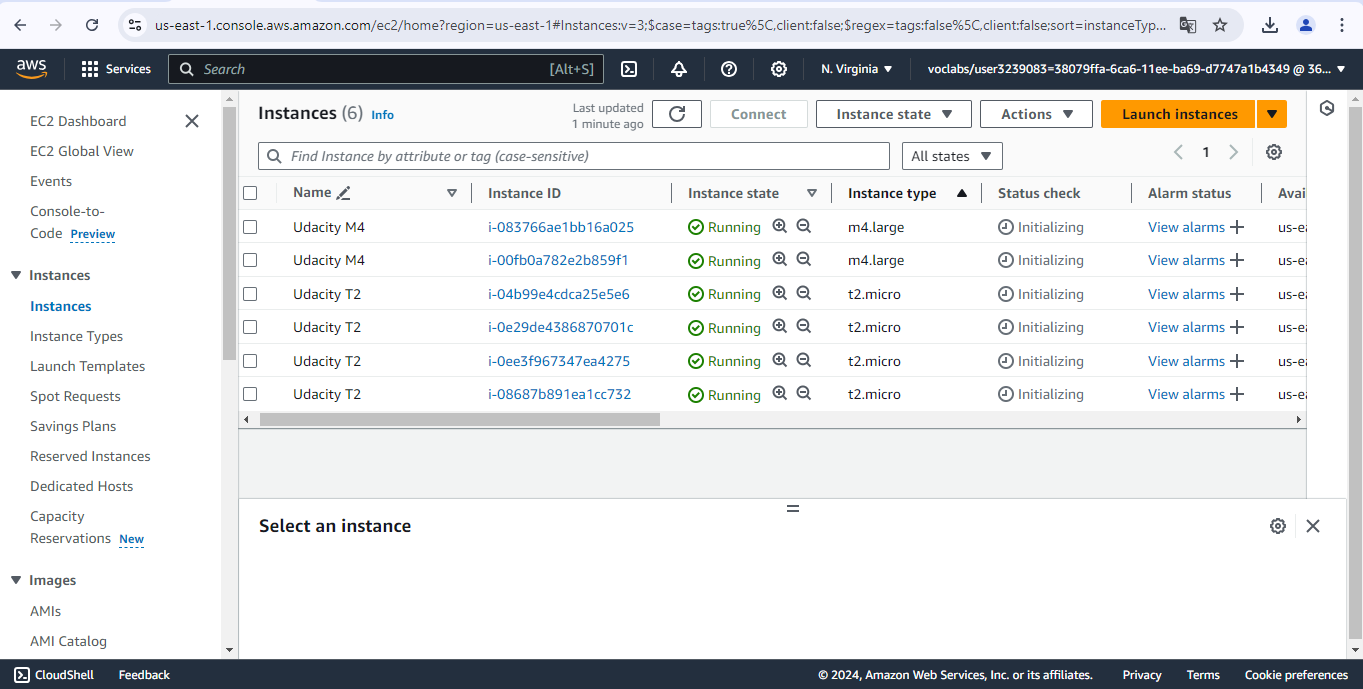 us-east-1.console.aws.amazon.com/ec2/home?region=us-east-1#Instances:v=3;$case=tags:true%5C,client:false;$regex=tags:false%5C,client:false;sort=instanceTyp...
aws Services Search [Alt+S] N. Virginia voclabs/user3239083=38079ffa-6ca6-11ee-ba69-d7747a1b4349 @ 36...
EC2 Dashboard
EC2 Global View
Events
Console-to-
Code Preview
Instances
Instances
Instance Types
Launch Templates
Spot Requests
Savings Plans
Reserved Instances
Dedicated Hosts
Capacity
Reservations New
Images
AMIs
AMI Catalog
Instances (6) Info
Last updated
1 minute ago
Connect Instance state Actions Launch instances
Find Instance by attribute or tag (case-sensitive) All states 1
Name Instance ID Instance state Instance type Status check Alarm status Avai
Udacity M4 i-083766ae1bb16a025 Running m4.large Initializing View alarms us-ea
Udacity M4 i-00fb0a782e2b859f1 Running m4.large Initializing View alarms us-ea
Udacity T2 i-04b99e4cdca25e5e6 Running t2.micro Initializing View alarms us-ea
Udacity T2 i-0e29de4386870701c Running t2.micro Initializing View alarms us-ea
Udacity T2 i-0ee3f967347ea4275 Running t2.micro Initializing View alarms us-ea
Udacity T2 i-08687b891ea1cc732 Running t2.micro Initializing View alarms us-ea
Select an instance
CloudShell Feedback © 2024, Amazon Web Services, Inc. or its affiliates. Privacy Terms Cookie preferences